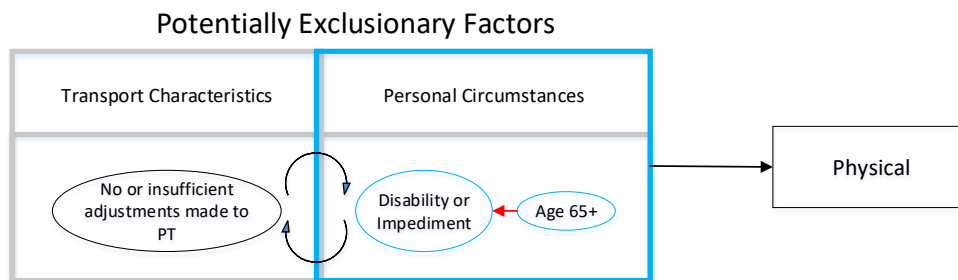 Potentially Exclusionary Factors
Transport Characteristics
Personal Circumstances
No or insufficient
adjustments made to
PT
Disability or
Impediment
Age 65+
Physical